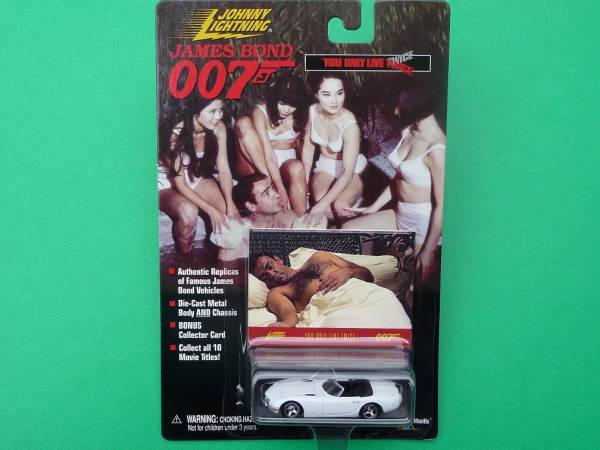 JOHNNY
LIGHTNING®
JAMES BOND
007
YOU ONLY LIVE TWICE
Authentic Replicas
of Famous James
Bond Vehicles
Die-Cast Metal
Body AND Chassis
BONUS
Collector Card
Collect all 10
Movie Titles!
YOU ONLY LIVE TWICE
007
WARNING: CHOKING HAZ
Not for children under 3 years.